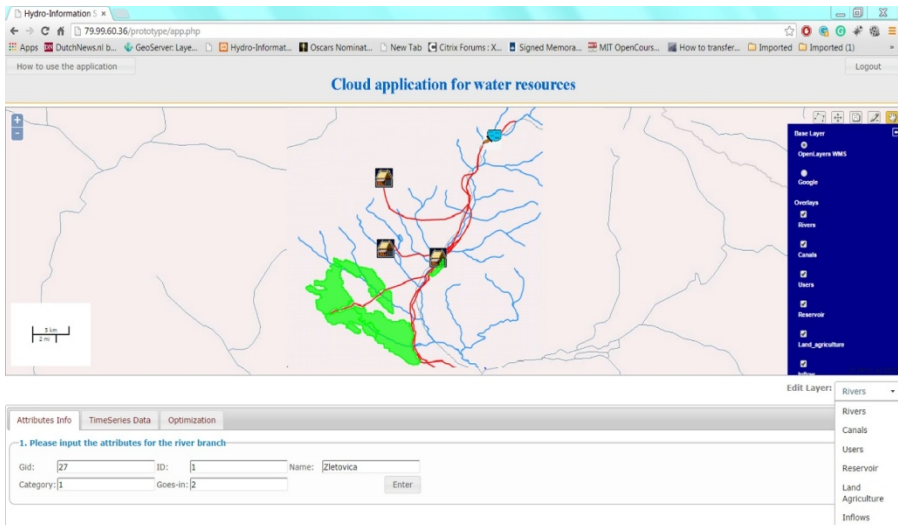 Hydro-Information S
79.99.60.36/prototype/app.php
Apps DutchNews.nl b... GeoServer: Laye... Hydro-Informat... Oscars Nominat... New Tab Citrix Forums : X... Signed Memora... MIT OpenCours... How to transfer... Imported Imported (1) »
How to use the application
Logout
Cloud application for water resources
+
-
Base Layer
OpenLayers WMS
Google
Overlays
Rivers
Canals
Users
Reservoir
Land_agriculture
Inflow
5 km
2 mi
Edit Layer: Rivers
Rivers
Canals
Users
Reservoir
Land
Agriculture
Inflows
Attributes Info TimeSeries Data Optimization
1. Please input the attributes for the river branch
Gid: 27 ID: 1 Name: Zletovica
Category: 1 Goes-in: 2 Enter